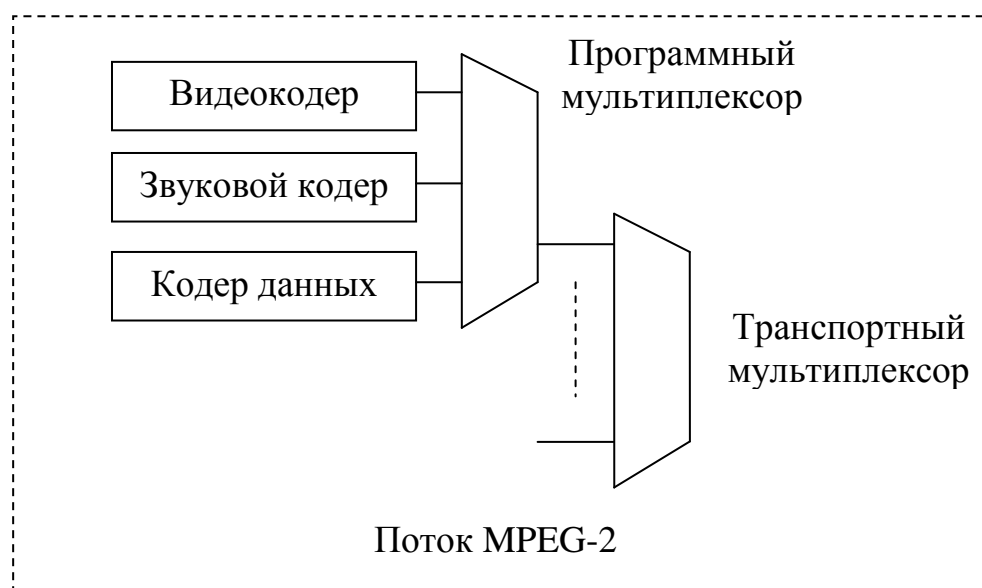 Программный
мультиплексор
Видеокодер
Звуковой кодер
Кодер данных
Транспортный
мультиплексор
Поток MPEG-2